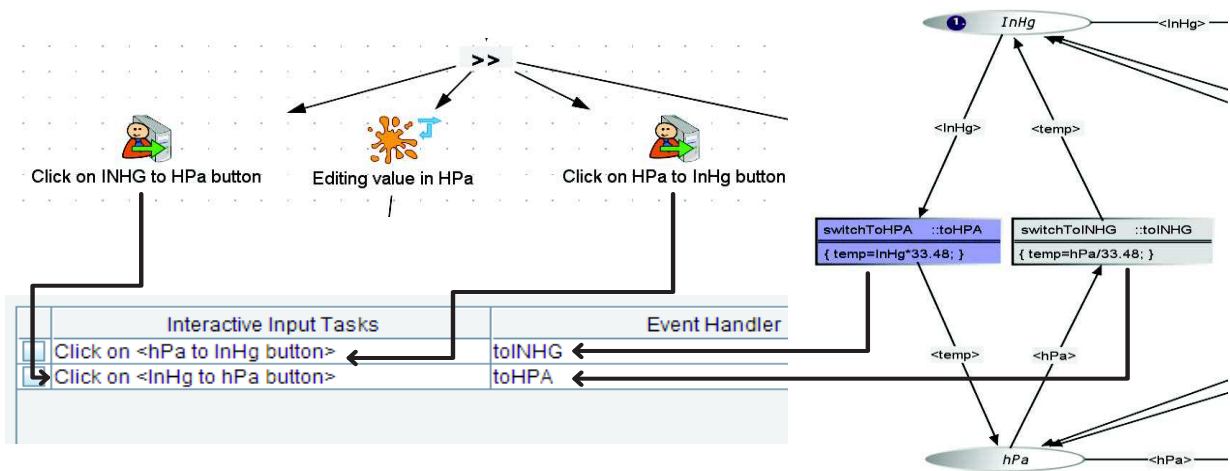 >>
Click on INHG to HPa button
Editing value in HPa
Click on HPa to InHg button
Interactive Input Tasks
Event Handler
Click on <hPa to InHg button>
toINHG
Click on <InHg to hPa button>
toHPA
1
InHg
<InHg>
<InHg>
<temp>
switchToHPA ::toHPA
{ temp=InHg*33.48; }
switchToINHG ::toINHG
{ temp=hPa/33.48; }
<temp>
<hPa>
hPa
<hPa>